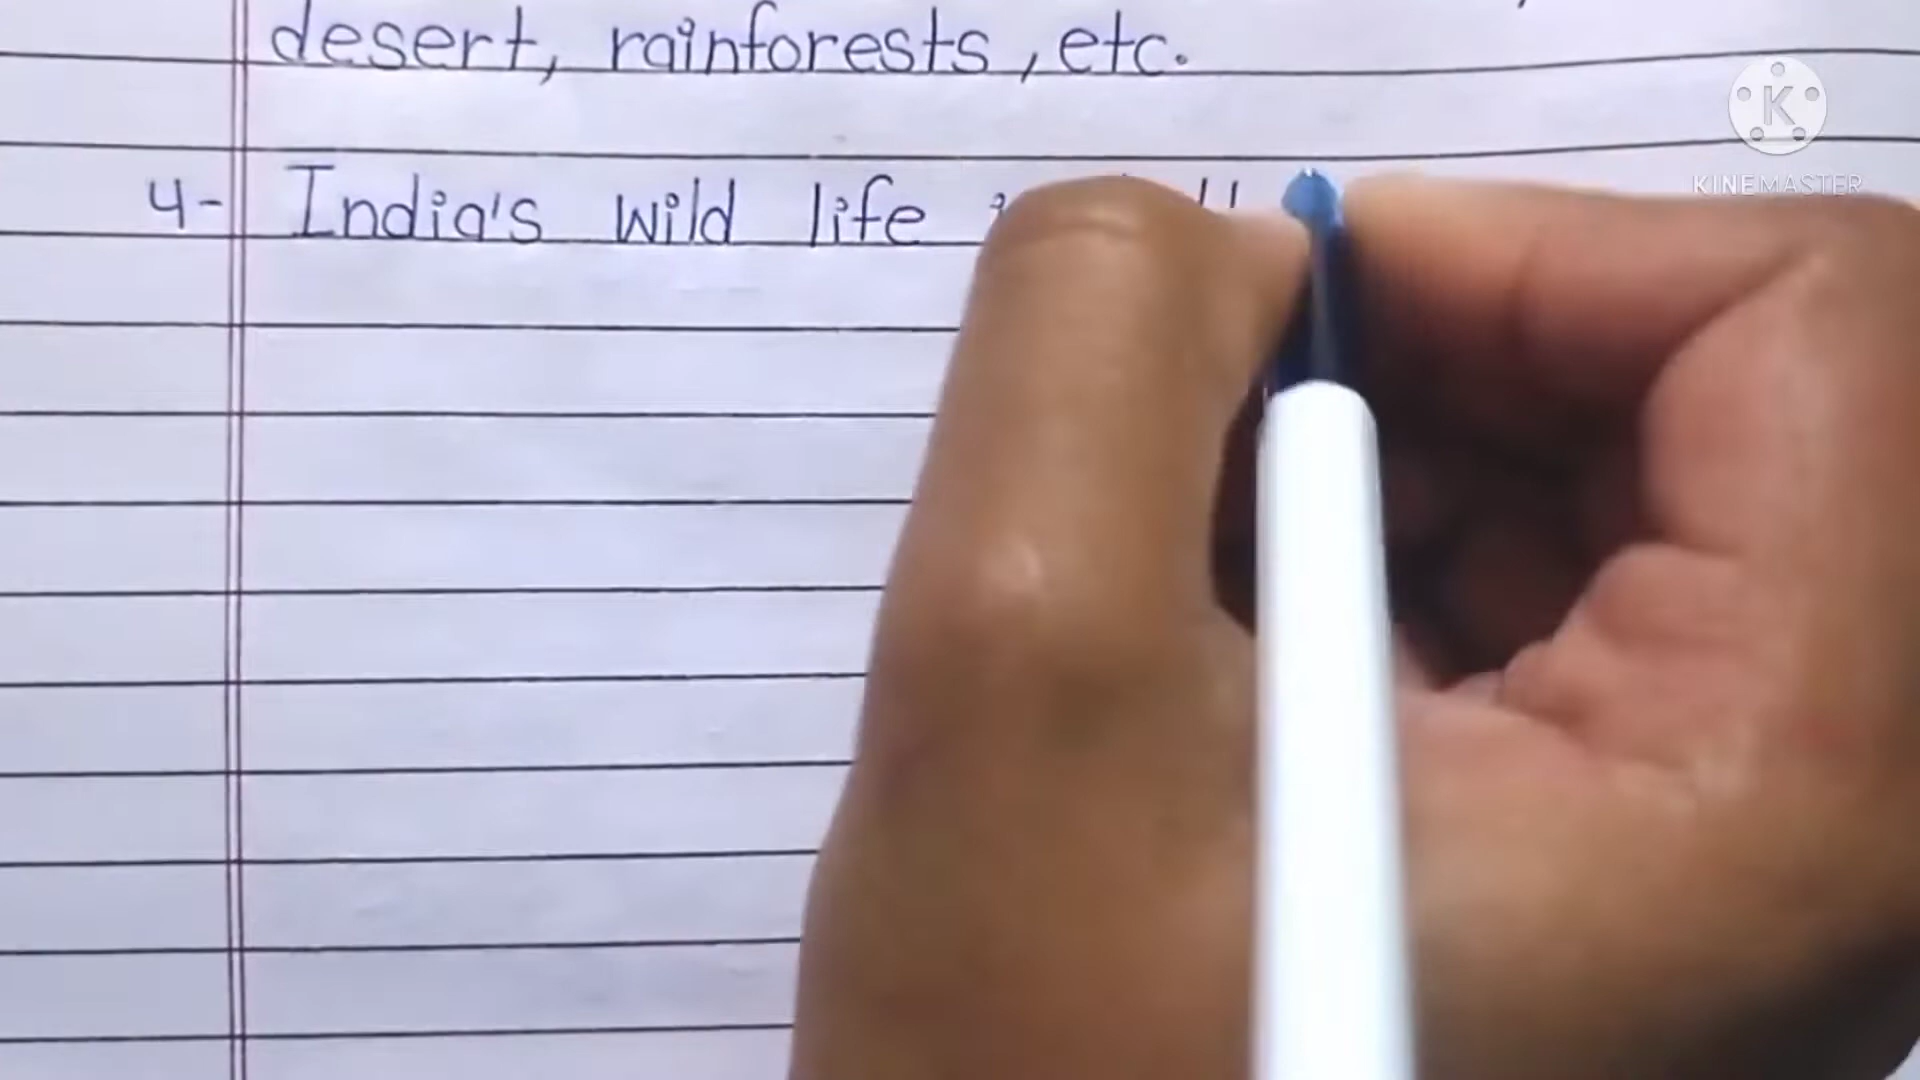 desert, rainforests, etc.
K
KINEMASTER
4- India's wild life